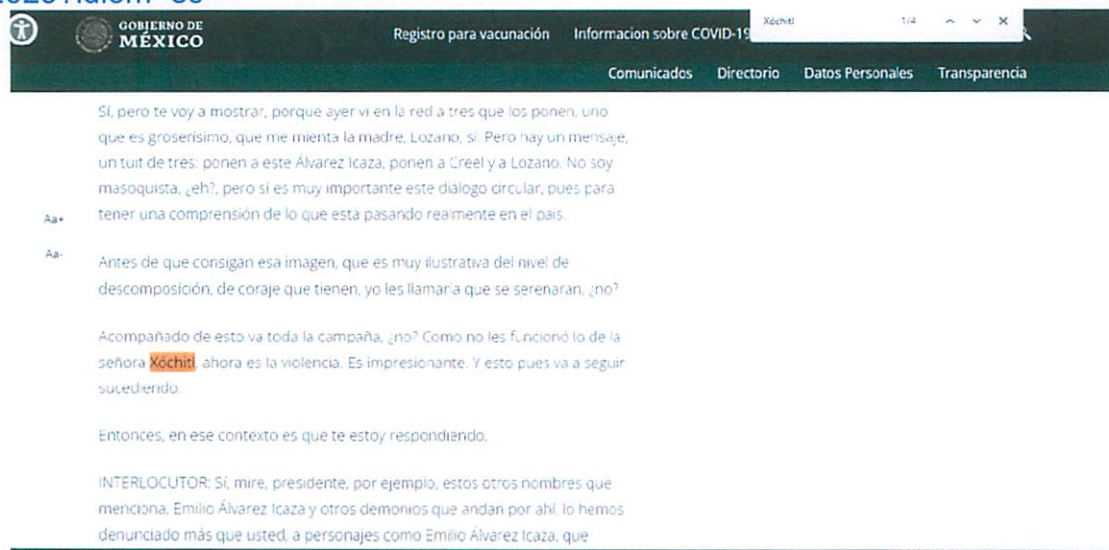 GOBIERNO DE
MÉXICO
Registro para vacunación Informacion sobre COVID-19
Xóchitl 1/4
Comunicados Directorio Datos Personales Transparencia
Sí, pero te voy a mostrar, porque ayer vi en la red a tres que los ponen, uno
que es groserísimo, que me mienta la madre, Lozano, sí. Pero hay un mensaje,
un tuit de tres: ponen a este Álvarez Icaza, ponen a Creel y a Lozano. No soy
masoquista, ¿eh?, pero sí es muy importante este diálogo circular, pues para
tener una comprensión de lo que esta pasando realmente en el país.
Aa+
Aa-
Antes de que consigan esa imagen, que es muy ilustrativa del nivel de
descomposición, de coraje que tienen, yo les llamaría que se serenaran, ¿no?
Acompañado de esto va toda la campaña, ¿no? Como no les funcionó lo de la
señora Xóchitl, ahora es la violencia. Es impresionante. Y esto pues va a seguir
sucediendo.
Entonces, en ese contexto es que te estoy respondiendo.
INTERLOCUTOR: Sí, mire, presidente, por ejemplo, estos otros nombres que
menciona, Emilio Álvarez Icaza y otros demonios que andan por ahí, lo hemos
denunciado más que usted, a personajes como Emilio Álvarez Icaza, que